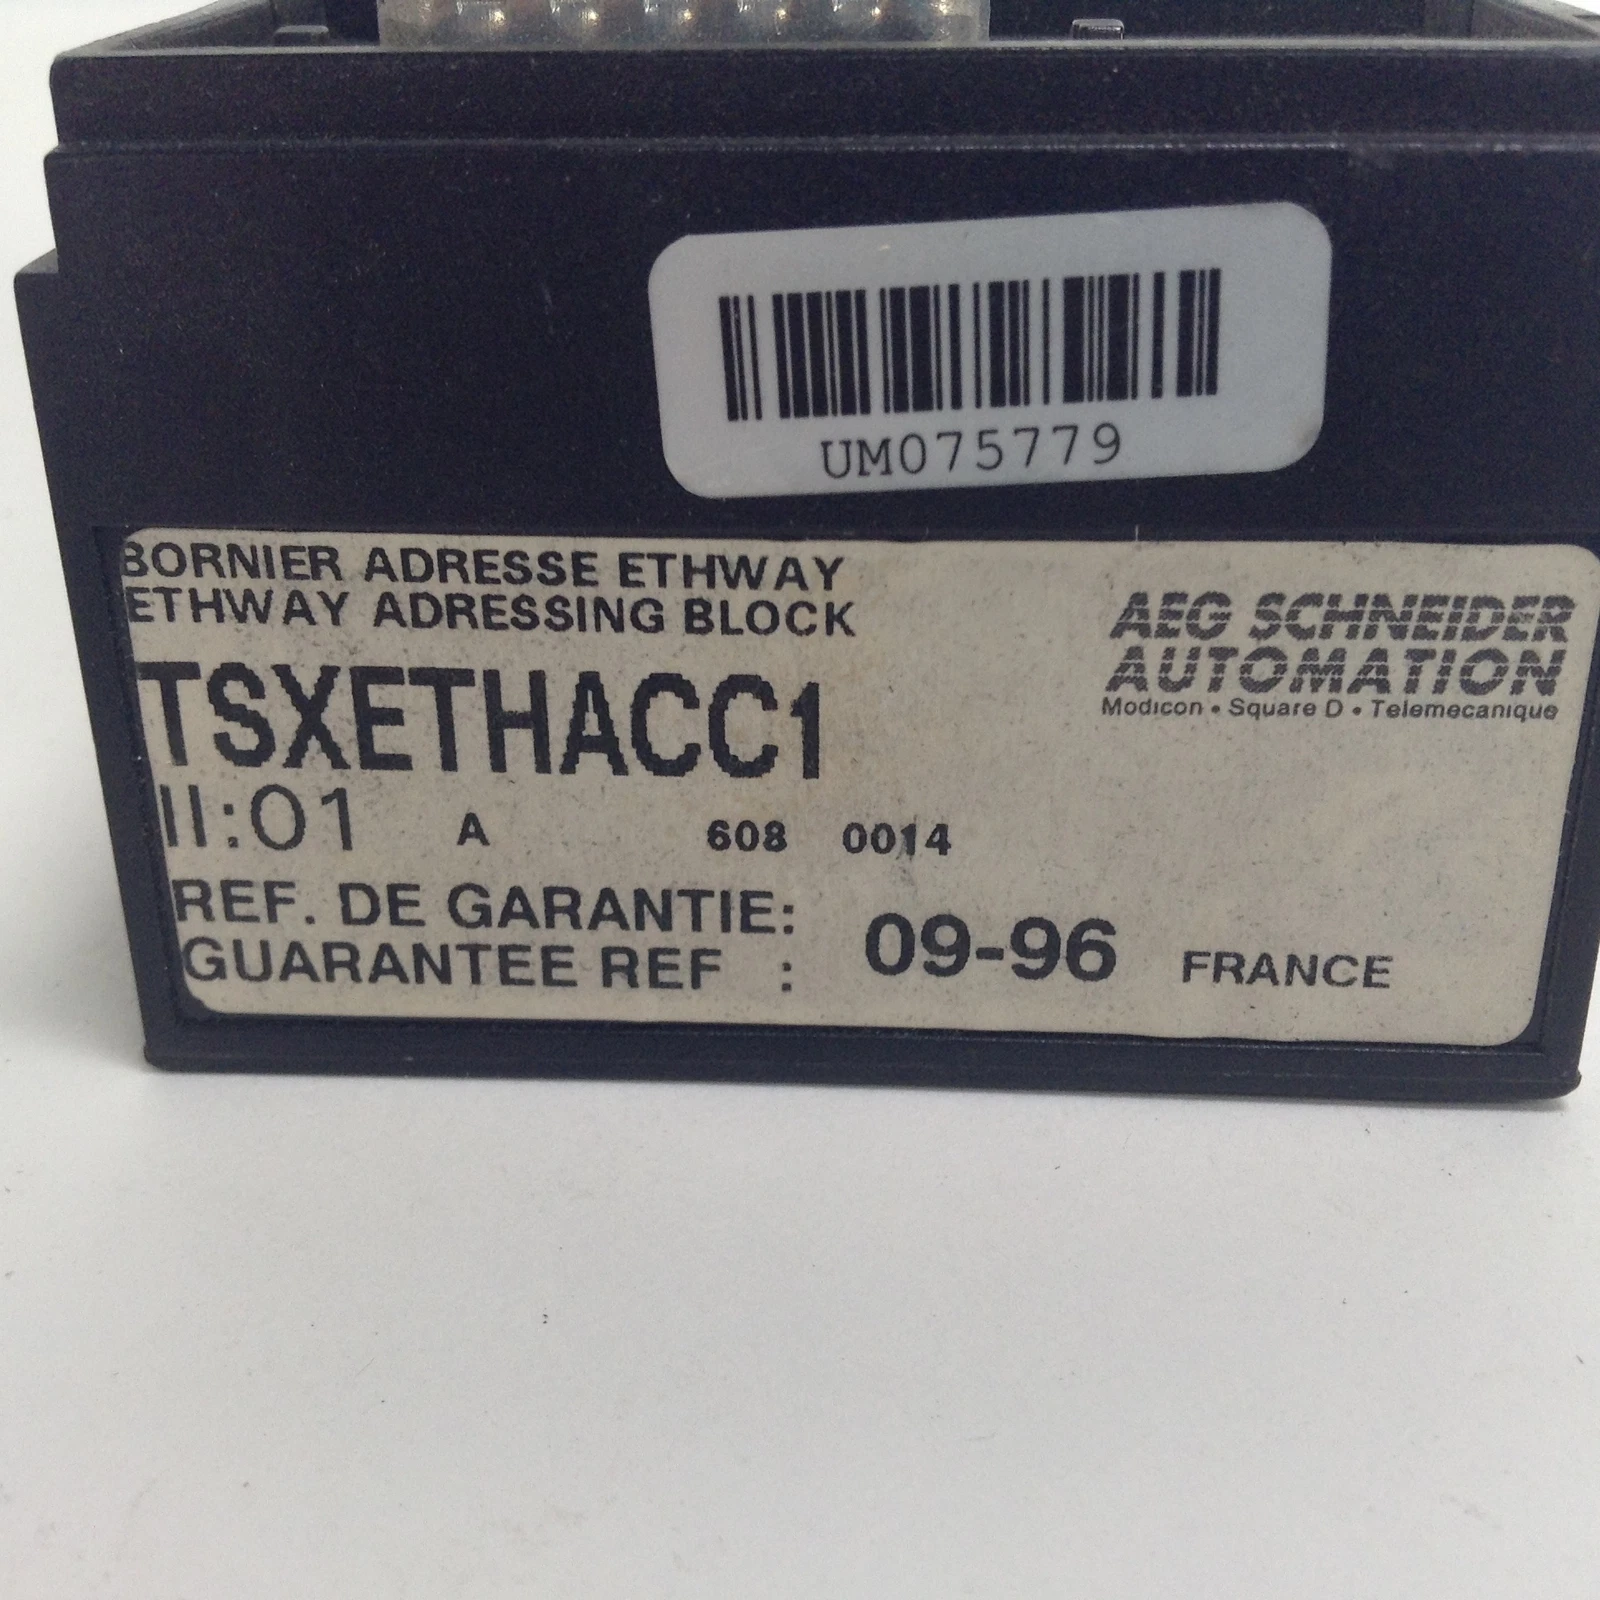 UM075779
BORNIER ADRESSE ETHWAY
ETHWAY ADRESSING BLOCK
AEG SCHNEIDER
AUTOMATION
Modicon • Square D • Telemecanique
TSXETHACC1
II:01 A 608 0014
REF. DE GARANTIE:
GUARANTEE REF : 09-96 FRANCE